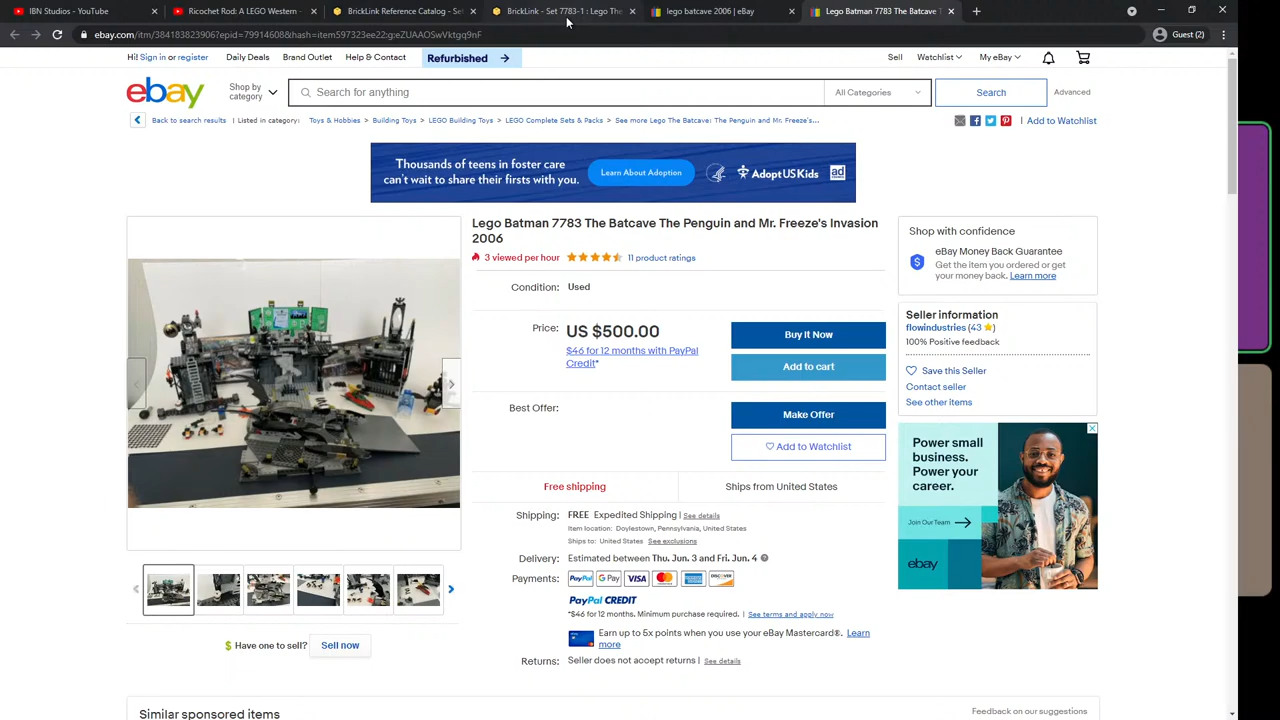 IBN Studios - YouTube
Ricochet Rod: A LEGO Western -
BrickLink Reference Catalog - Set
BrickLink - Set 7783-1 : Lego The
lego batcave 2006 | eBay
Lego Batman 7783 The Batcave T
ebay.com/itm/384183823906?epid=79914608&hash=item597323ee22:g:eZUAAOSwVktgq9nF
Guest (2)
Hi! Sign in or register
Daily Deals
Brand Outlet
Help & Contact
Refurbished
Sell
Watchlist
My eBay
ebay
Shop by category
Search for anything
All Categories
Search
Advanced
Back to search results | Listed in category: Toys & Hobbies > Building Toys > LEGO Building Toys > LEGO Complete Sets & Packs > See more Lego The Batcave: The Penguin and Mr. Freeze's...
| Add to Watchlist
Thousands of teens in foster care
can't wait to share their firsts with you.
Learn About Adoption
AdoptUSKids
ad
Lego Batman 7783 The Batcave The Penguin and Mr. Freeze's Invasion
2006
3 viewed per hour
11 product ratings
Condition: Used
Price: US $500.00
$46 for 12 months with PayPal
Credit*
Buy It Now
Add to cart
Best Offer:
Make Offer
Add to Watchlist
Free shipping
Ships from United States
Shipping: FREE Expedited Shipping | See details
Item location: Doylestown, Pennsylvania, United States
Ships to: United States See exclusions
Delivery: Estimated between Thu. Jun. 3 and Fri. Jun. 4
Payments: PayPal G Pay VISA
DISCOVER
PayPal CREDIT
*$46 for 12 months. Minimum purchase required. | See terms and apply now
Earn up to 5x points when you use your eBay Mastercard®. Learn
more
Returns: Seller does not accept returns | See details
Have one to sell?
Sell now
Shop with confidence
eBay Money Back Guarantee
Get the item you ordered or get
your money back. Learn more
Seller information
flowindustries (43)
100% Positive feedback
Save this Seller
Contact seller
See other items
Power small
business.
Power your
career.
Join Our Team
ebay
Similar sponsored items
Feedback on our suggestions